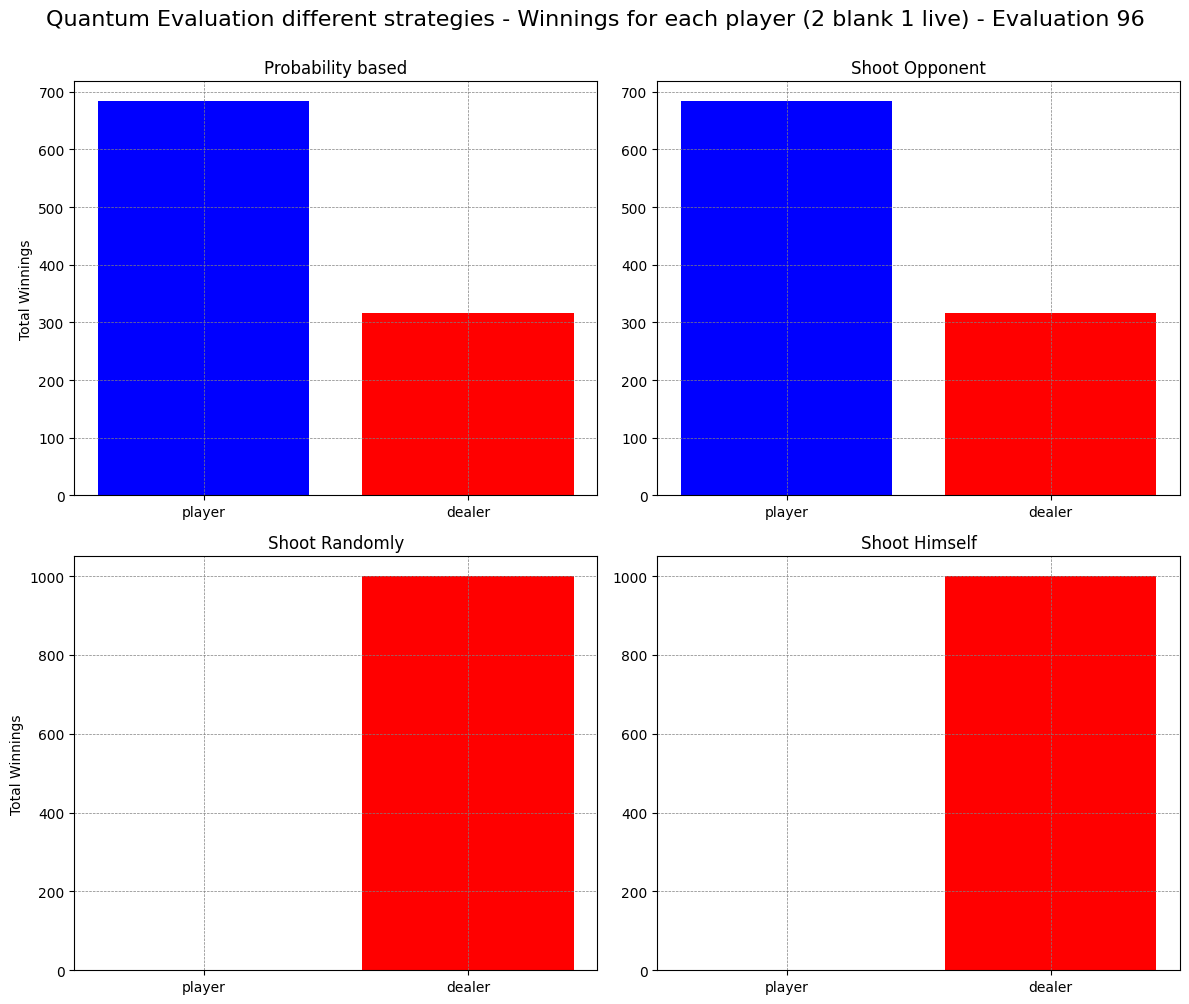 Quantum Evaluation different strategies - Winnings for each player (2 blank 1 live) - Evaluation 96
Probability based
Total Winnings
700
600
500
400
300
200
100
0
player dealer
Shoot Opponent
700
600
500
400
300
200
100
0
player dealer
Shoot Randomly
Total Winnings
1000
800
600
400
200
0
player dealer
Shoot Himself
1000
800
600
400
200
0
player dealer